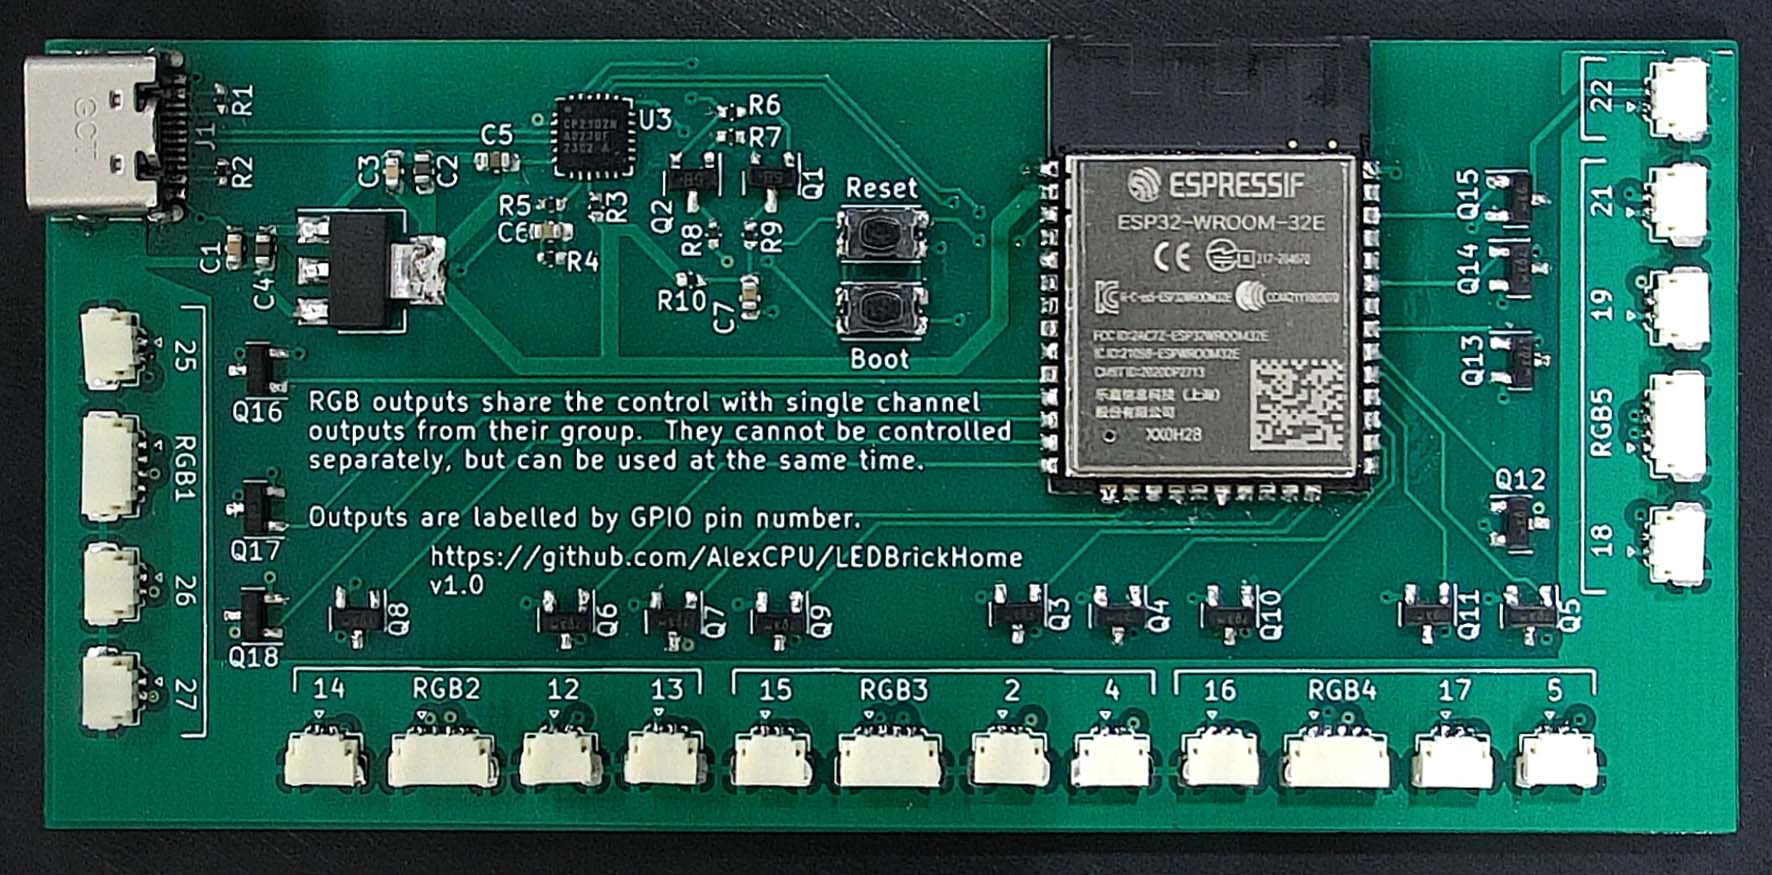 GCT
J1
R1
R2
C3
C2
C5
CP2102N
U3
R6
R7
Q2
Q1
R5
C6
R3
R4
R8
R9
R10
C7
C1
C4
Reset
Boot
ESPRESSIF
ESP32-WROOM-32E
CE
R-C-es5-ESP32WROOM32E
FCC ID:2AC7Z-ESP32WROOM32E
IC ID:21098-ESPWROOM32E
CMIIT ID:2020DP2713
乐鑫信息科技（上海）
股份有限公司
XX0H28
Q15
Q14
Q13
Q12
22
21
19
RGB5
18
25
RGB1
26
27
Q16
Q17
Q18
RGB outputs share the control with single channel
outputs from their group. They cannot be controlled
separately, but can be used at the same time.
Outputs are labelled by GPIO pin number.
https://github.com/AlexCPU/LEDBrickHome
v1.0
Q8
Q6
Q7
Q9
Q3
Q4
Q10
Q11
Q5
14 RGB2 12 13 15 RGB3 2 4 16 RGB4 17 5